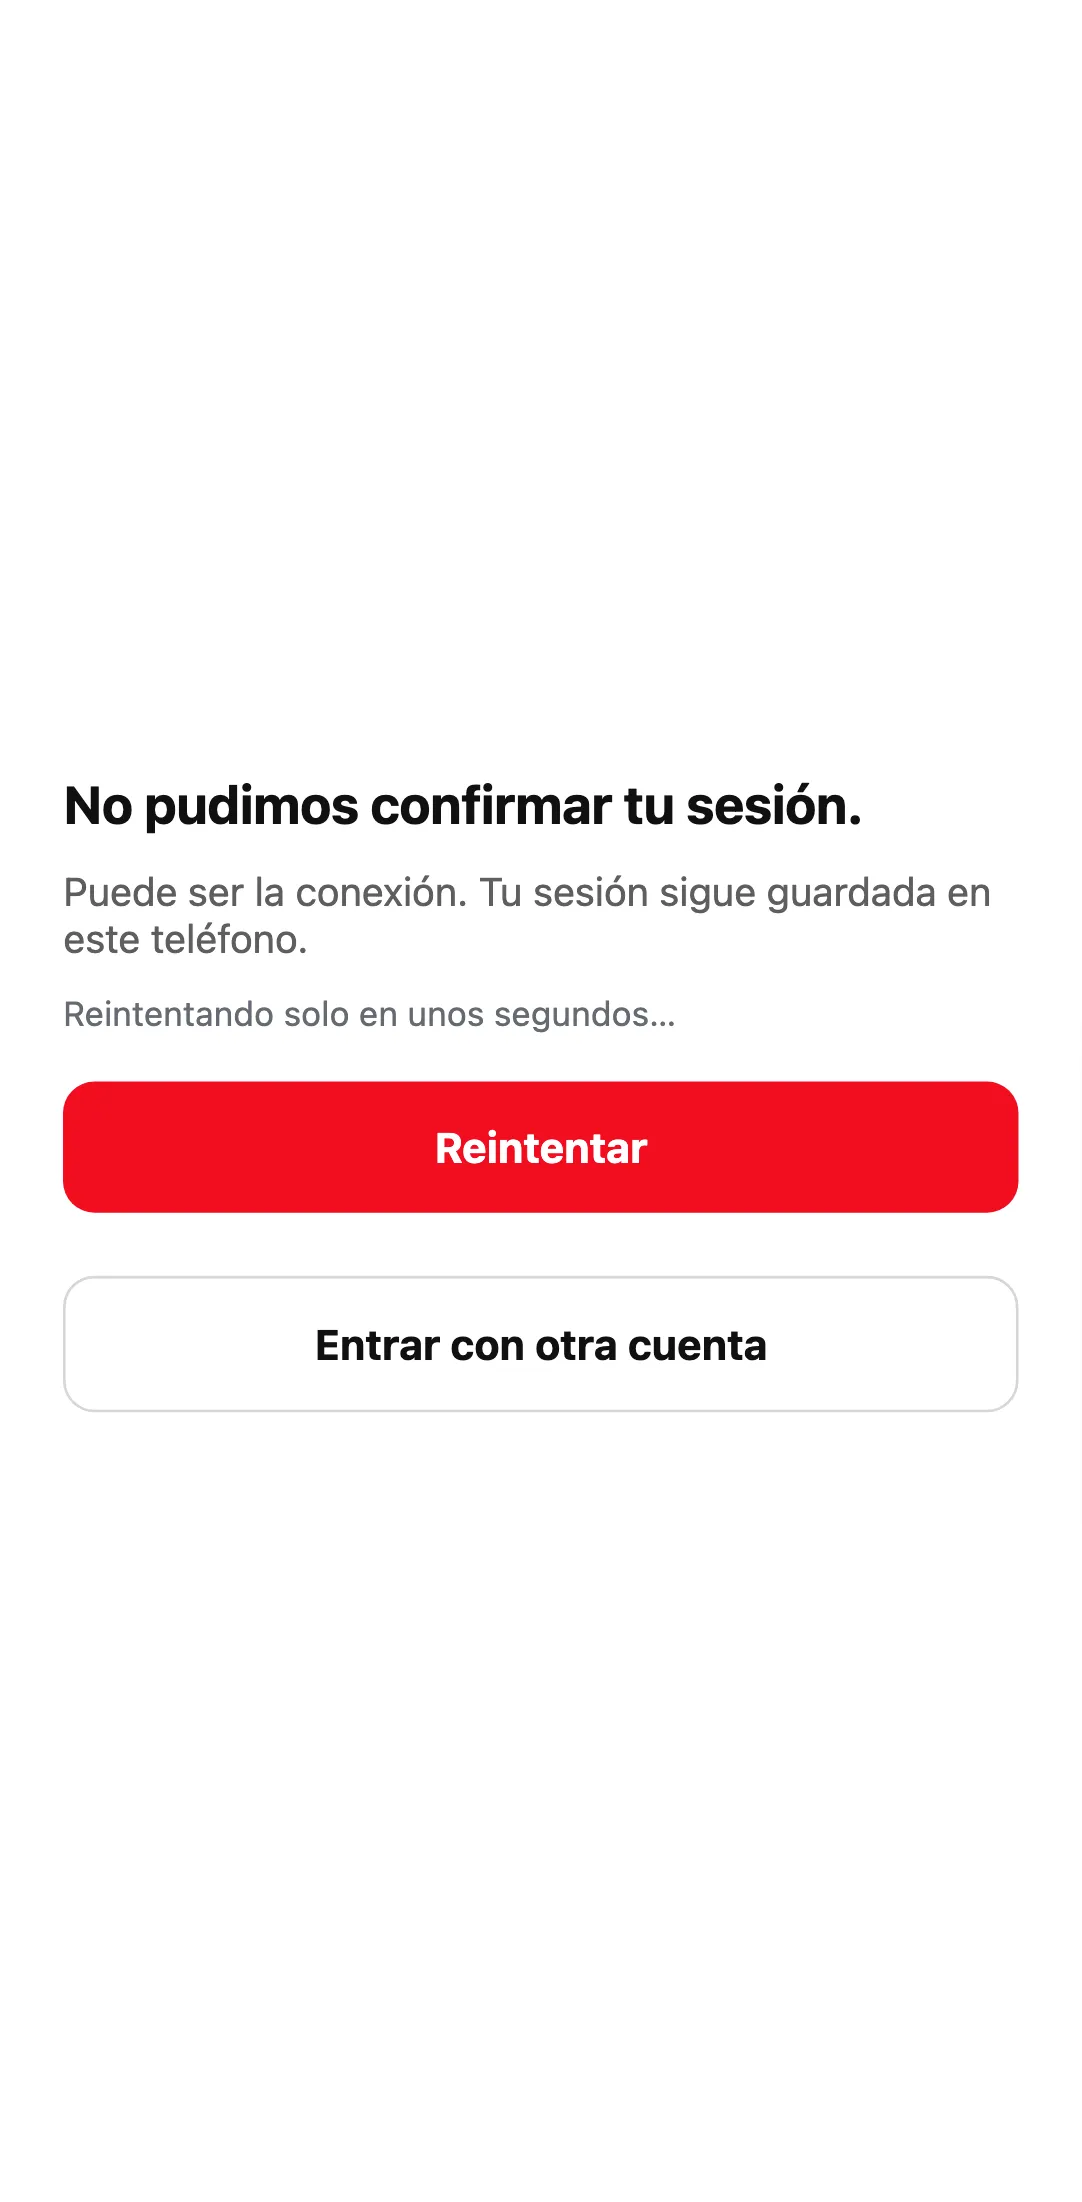 No pudimos confirmar tu sesión.
Puede ser la conexión. Tu sesión sigue guardada en
este teléfono.
Reintentando solo en unos segundos...
Reintentar
Entrar con otra cuenta